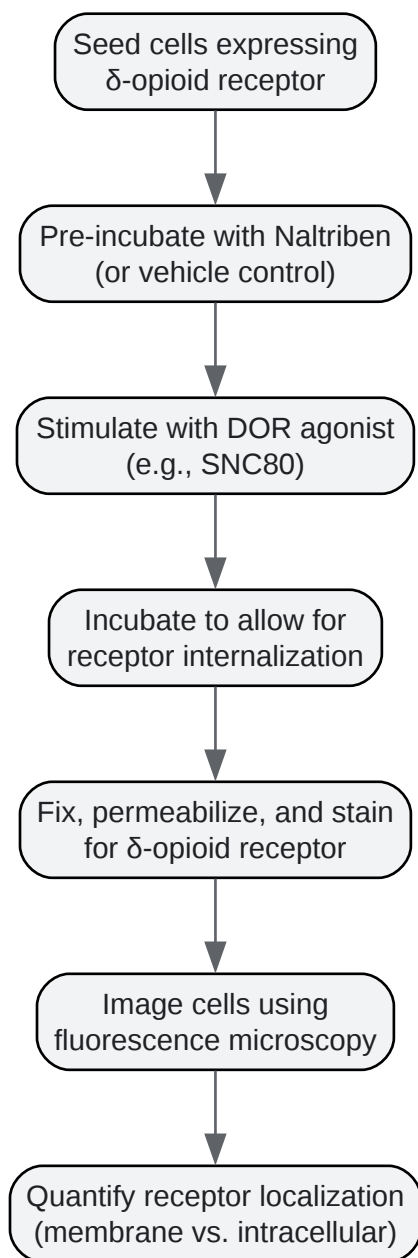 Seed cells expressing
δ-opioid receptor
Pre-incubate with Naltriben
(or vehicle control)
Stimulate with DOR agonist
(e.g., SNC80)
Incubate to allow for
receptor internalization
Fix, permeabilize, and stain
for δ-opioid receptor
Image cells using
fluorescence microscopy
Quantify receptor localization
(membrane vs. intracellular)